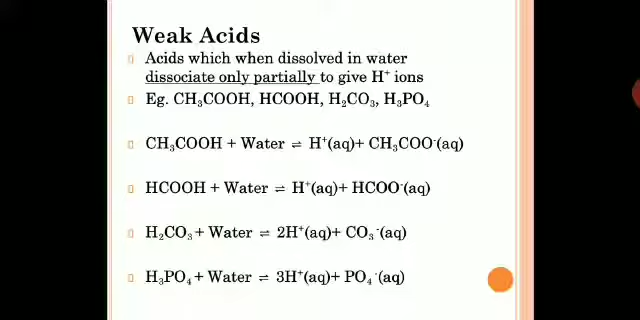 Weak Acids
Acids which when dissolved in water
dissociate only partially to give H⁺ ions
Eg. CH₃COOH, HCOOH, H₂CO₃, H₃PO₄
CH₃COOH + Water ⇌ H⁺(aq)+ CH₃COO⁻(aq)
HCOOH + Water ⇌ H⁺(aq)+ HCOO⁻(aq)
H₂CO₃ + Water ⇌ 2H⁺(aq)+ CO₃⁻(aq)
H₃PO₄ + Water ⇌ 3H⁺(aq)+ PO₄⁻(aq)